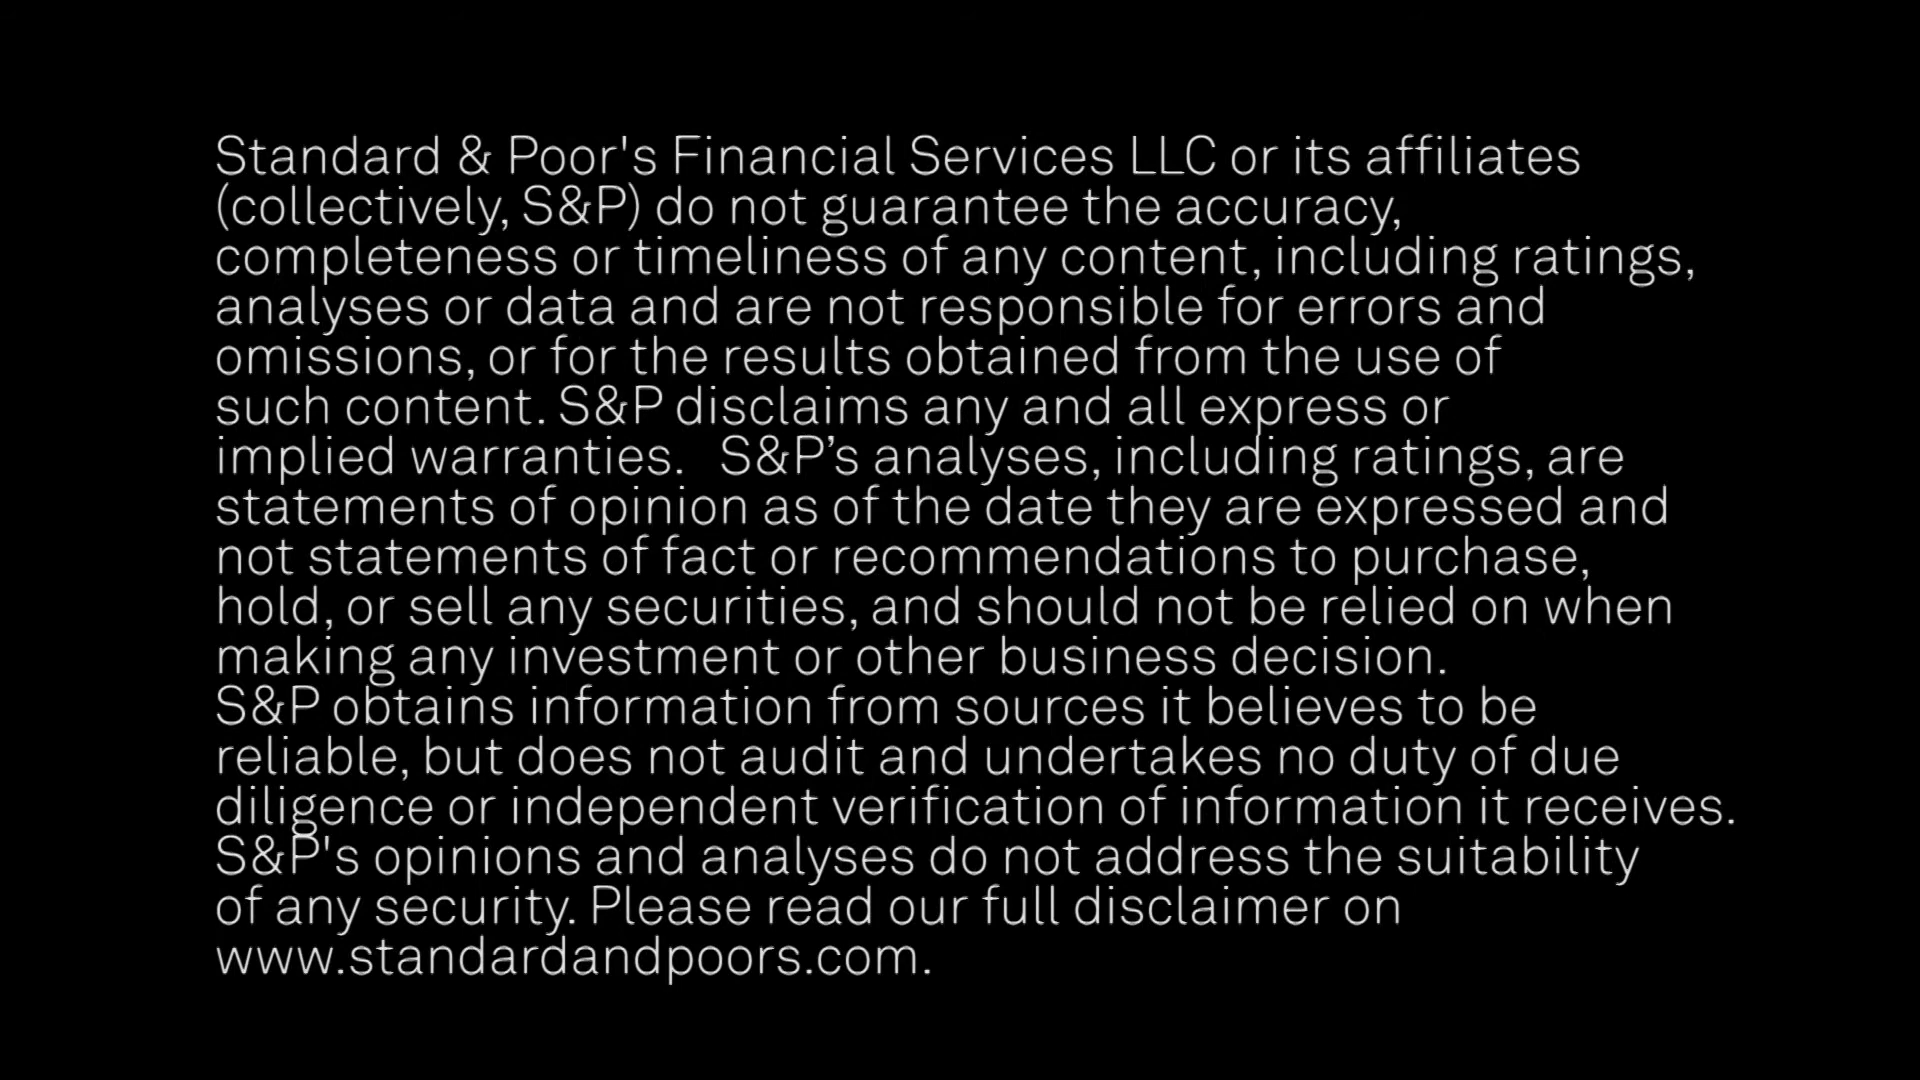 Standard & Poor's Financial Services LLC or its affiliates
(collectively, S&P) do not guarantee the accuracy,
completeness or timeliness of any content, including ratings,
analyses or data and are not responsible for errors and
omissions, or for the results obtained from the use of
such content. S&P disclaims any and all express or
implied warranties.   S&P’s analyses, including ratings, are
statements of opinion as of the date they are expressed and
not statements of fact or recommendations to purchase,
hold, or sell any securities, and should not be relied on when
making any investment or other business decision.
S&P obtains information from sources it believes to be
reliable, but does not audit and undertakes no duty of due
diligence or independent verification of information it receives.
S&P's opinions and analyses do not address the suitability
of any security. Please read our full disclaimer on
www.standardandpoors.com.